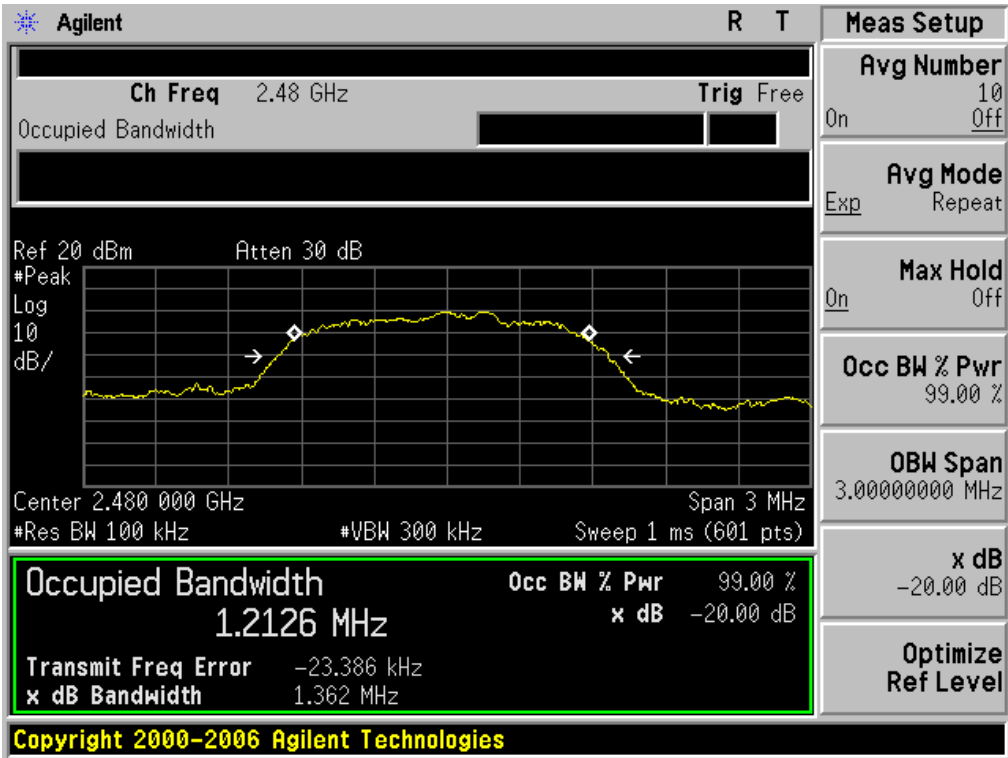 Agilent R T
Ch Freq 2.48 GHz Trig Free
Occupied Bandwidth
Ref 20 dBm Atten 30 dB
#Peak
Log
10
dB/
Center 2.480 000 GHz Span 3 MHz
#Res BW 100 kHz #VBW 300 kHz Sweep 1 ms (601 pts)
Occupied Bandwidth Occ BW % Pwr 99.00 %
1.2126 MHz x dB -20.00 dB
Transmit Freq Error -23.386 kHz
x dB Bandwidth 1.362 MHz
Copyright 2000-2006 Agilent Technologies
Meas Setup
Avg Number
10
On Off
Avg Mode
Exp Repeat
Max Hold
On Off
Occ BW % Pwr
99.00 %
OBW Span
3.00000000 MHz
x dB
-20.00 dB
Optimize
Ref Level